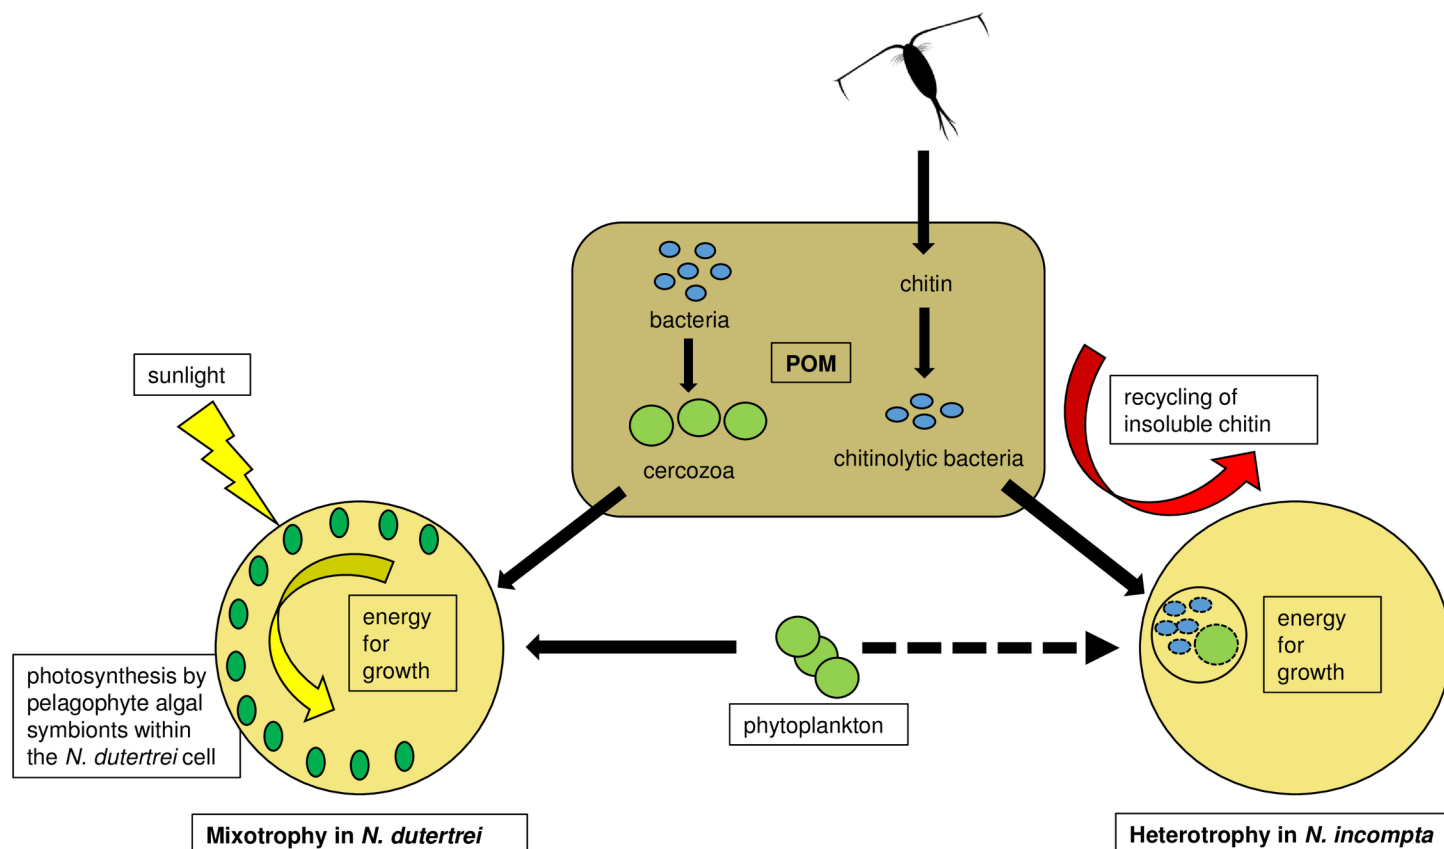 chitin
bacteria
POM
sunlight
recycling of
insoluble chitin
cercozoa
chitinolytic bacteria
energy
for
growth
energy
for
growth
photosynthesis by
pelagophyte algal
symbionts within
the N. dutertrei cell
phytoplankton
Mixotrophy in N. dutertrei
Heterotrophy in N. incompta